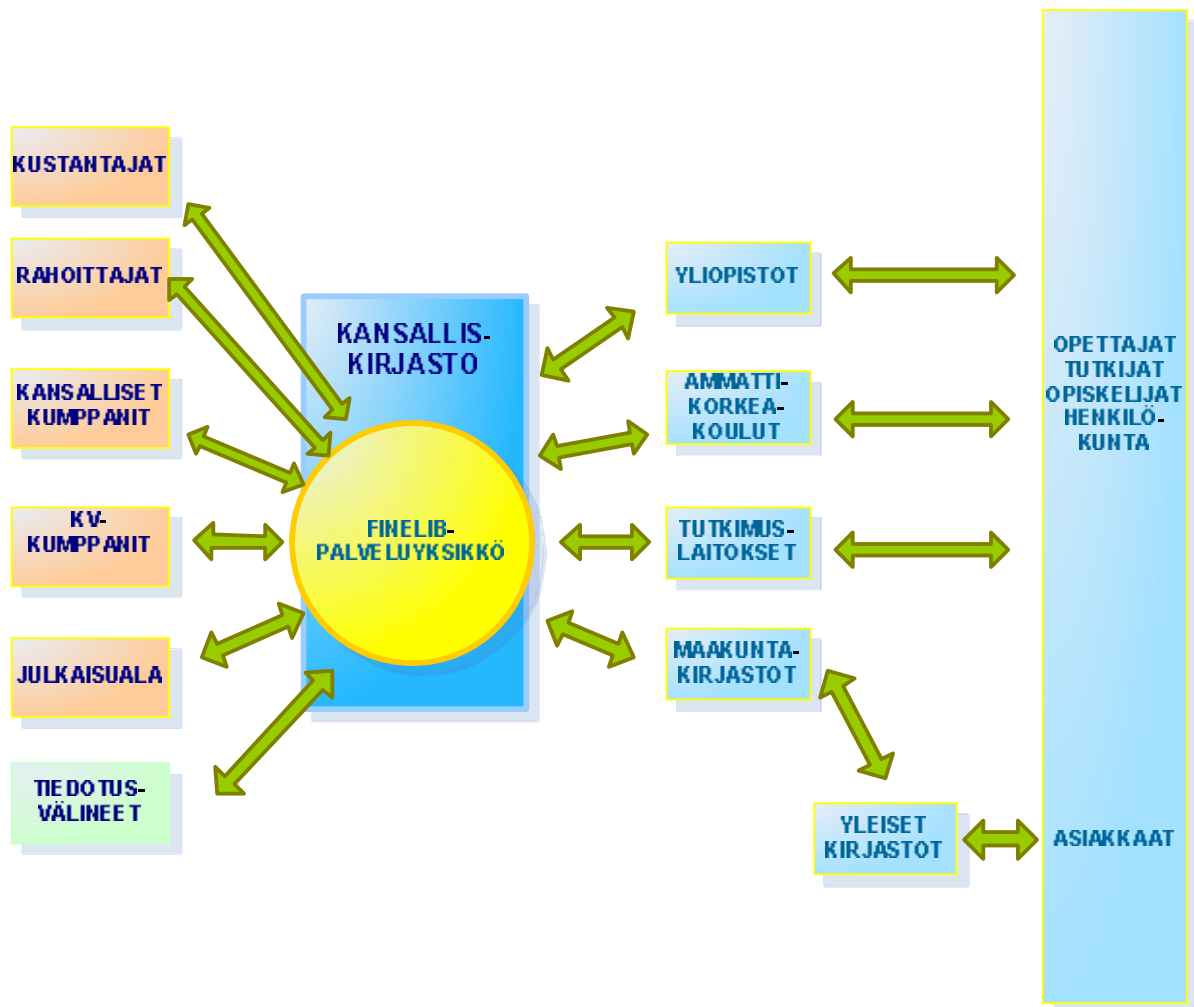 KUSTANTAJAT
RAHOITTAJAT
KANSALLISET
KUMPPANIT
KV-
KUMPPANIT
JULKAISUALA
TIEDOTUS-
VÄLINEET
KANSALLIS-
KIRJASTO
FINELIB-
PALVELUYKSIKKÖ
YLIOPISTOT
AMMATTI-
KORKEA-
KOULUT
TUTKIMUS-
LAITOKSET
MAAKUNTA-
KIRJASTOT
YLEISET
KIRJASTOT
OPETTAJAT
TUTKIJAT
OPISKELIJAT
HENKILÖ-
KUNTA
ASIAKKAAT